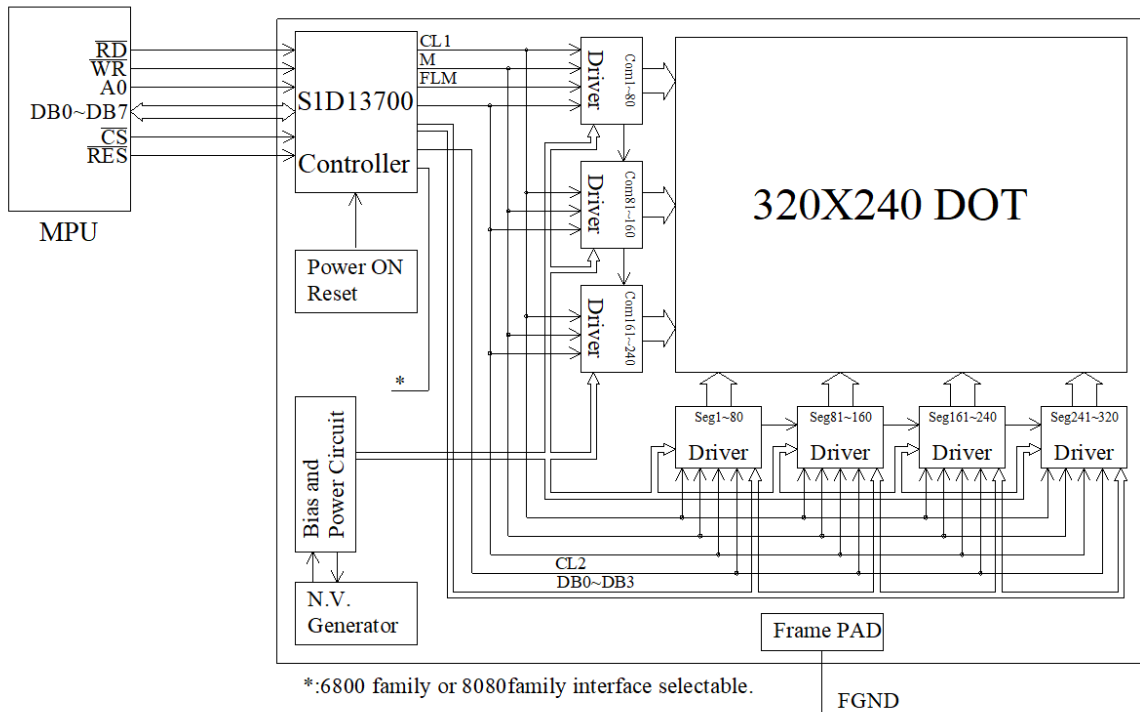 RD
WR
A0
DB0~DB7
CS
RES
MPU
S1D13700
Controller
CL1
M
FLM
Power ON
Reset
*
Bias and
Power Circuit
N.V.
Generator
Driver
Com1~80
Driver
Com81~160
Driver
Com161~240
320X240 DOT
Seg1~80
Driver
Seg81~160
Driver
Seg161~240
Driver
Seg241~320
Driver
CL2
DB0~DB3
Frame PAD
FGND
*:6800 family or 8080family interface selectable.